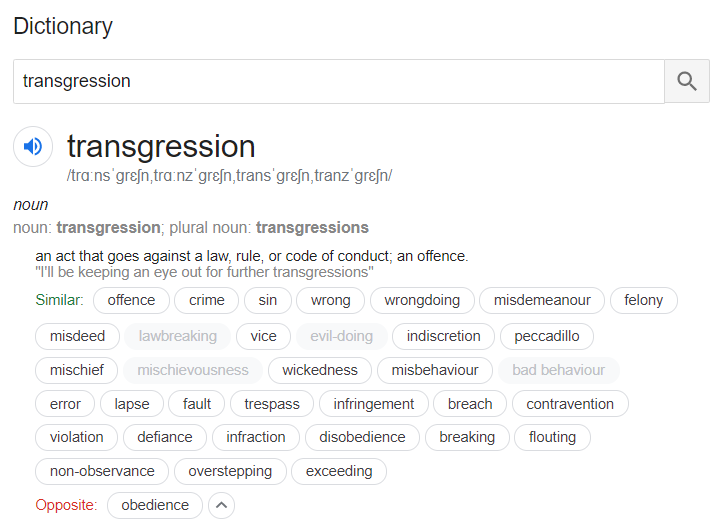 Dictionary
transgression
transgression
/trɑːnsˈɡrɛʃn,trɑːnzˈɡrɛʃn,transˈɡrɛʃn,tranzˈɡrɛʃn/
noun
noun: transgression; plural noun: transgressions
an act that goes against a law, rule, or code of conduct; an offence.
"I'll be keeping an eye out for further transgressions"
Similar: offence crime sin wrong wrongdoing misdemeanour felony
misdeed lawbreaking vice evil-doing indiscretion peccadillo
mischief mischievousness wickedness misbehaviour bad behaviour
error lapse fault trespass infringement breach contravention
violation defiance infraction disobedience breaking flouting
non-observance overstepping exceeding
Opposite: obedience